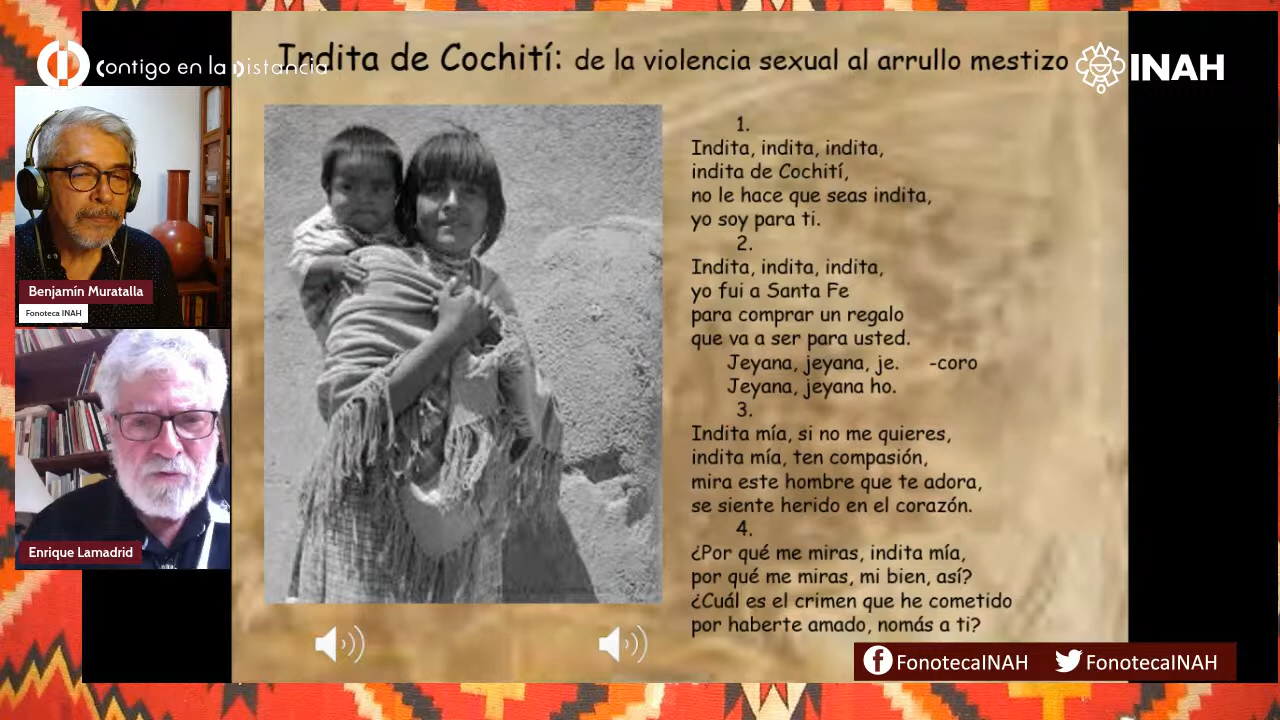 Indita de Cochití: de la violencia sexual al arrullo mestizo
contigo en la distancia
INAH
1.
Indita, indita, indita,
indita de Cochití,
no le hace que seas indita,
yo soy para ti.
2.
Indita, indita, indita,
yo fui a Santa Fe
para comprar un regalo
que va a ser para usted.
Jeyana, jeyana, je. -coro
Jeyana, jeyana ho.
3.
Indita mía, si no me quieres,
indita mía, ten compasión,
mira este hombre que te adora,
se siente herido en el corazón.
4.
¿Por qué me miras, indita mía,
por qué me miras, mi bien, así?
¿Cuál es el crimen que he cometido
por haberte amado, nomás a ti?
Benjamín Muratalla
Fonoteca INAH
Enrique Lamadrid
FonotecaINAH
FonotecaINAH